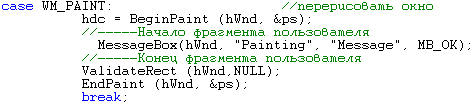 case WM_PAINT: //перерисовать окно
hdc = BeginPaint (hWnd, &ps);
//-----Начало фрагмента пользователя
MessageBox(hWnd, "Painting", "Message", MB_OK);
//-----Конец фрагмента пользователя
ValidateRect (hWnd,NULL);
EndPaint (hWnd, &ps);
break;